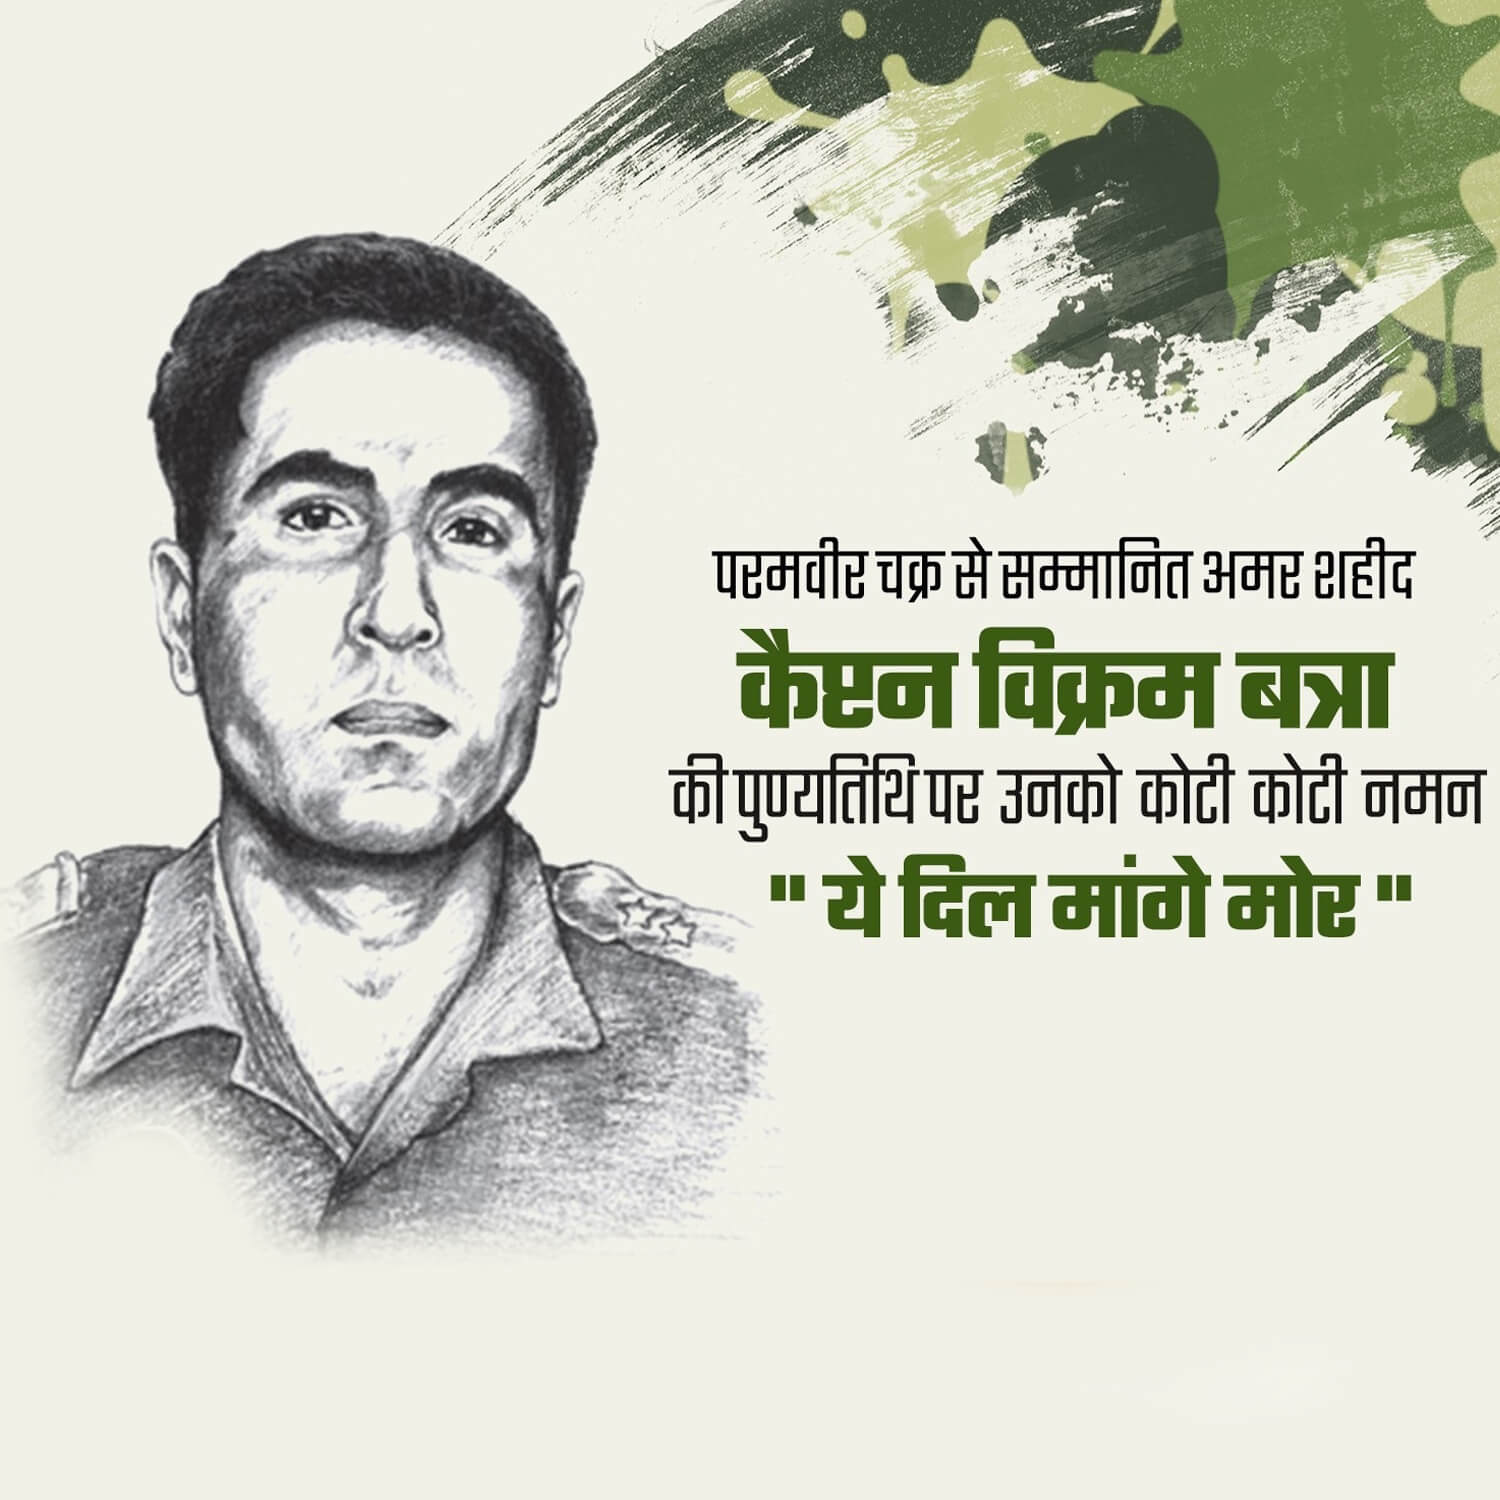 परमवीर चक्र से सम्मानित अमर शहीद
कैप्टन विक्रम बत्रा
की पुण्यतिथि पर उनको कोटी कोटी नमन
" ये दिल मांगे मोर "